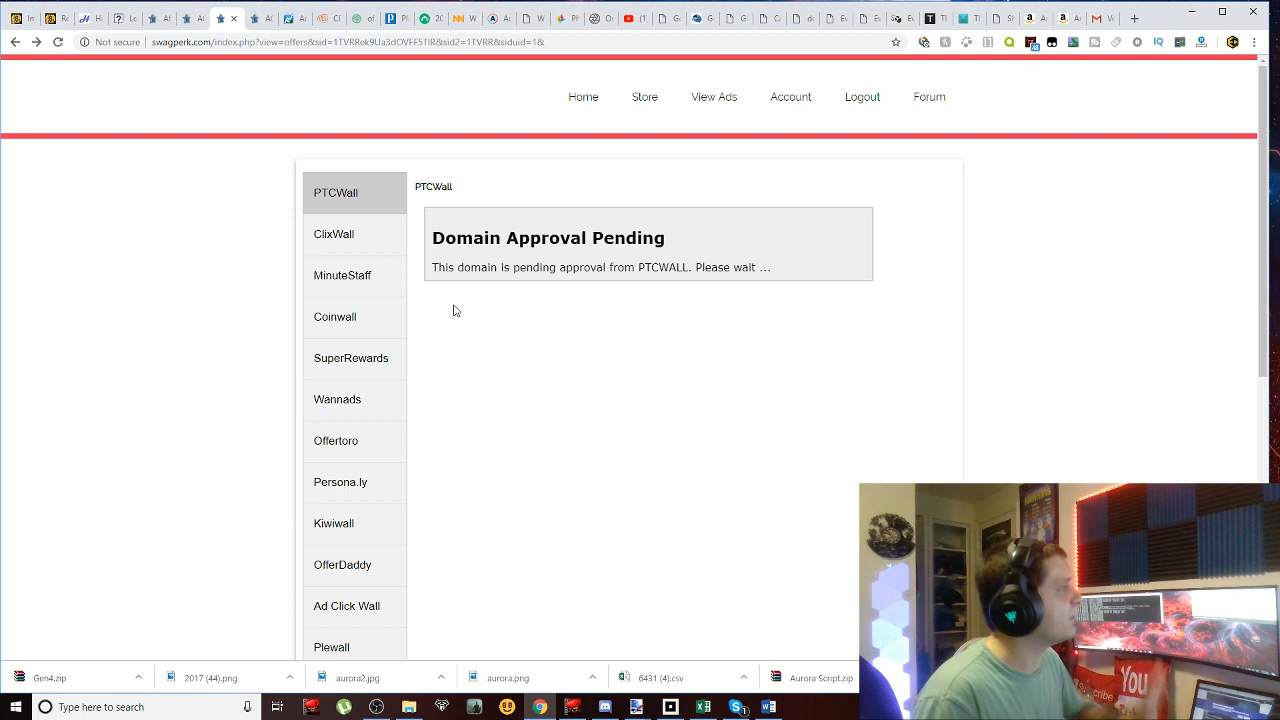 Not secure
swagperk.com/index.php?view=offers&sid=1TVRRek9Ua3dOVFF5TlR&sid2=1TVRR&siduid=1&
Home Store View Ads Account Logout Forum
PTCWall
ClixWall
MinuteStaff
Coinwall
SuperRewards
Wannads
Offertoro
Persona.ly
Kiwiwall
OfferDaddy
Ad Click Wall
Plewall
PTCWall
Domain Approval Pending
This domain is pending approval from PTCWALL. Please wait ...
You
Gen4.zip
2017 (44).png
aurora2.jpg
aurora.png
6431 (4).csv
Aurora Script.zip
Type here to search